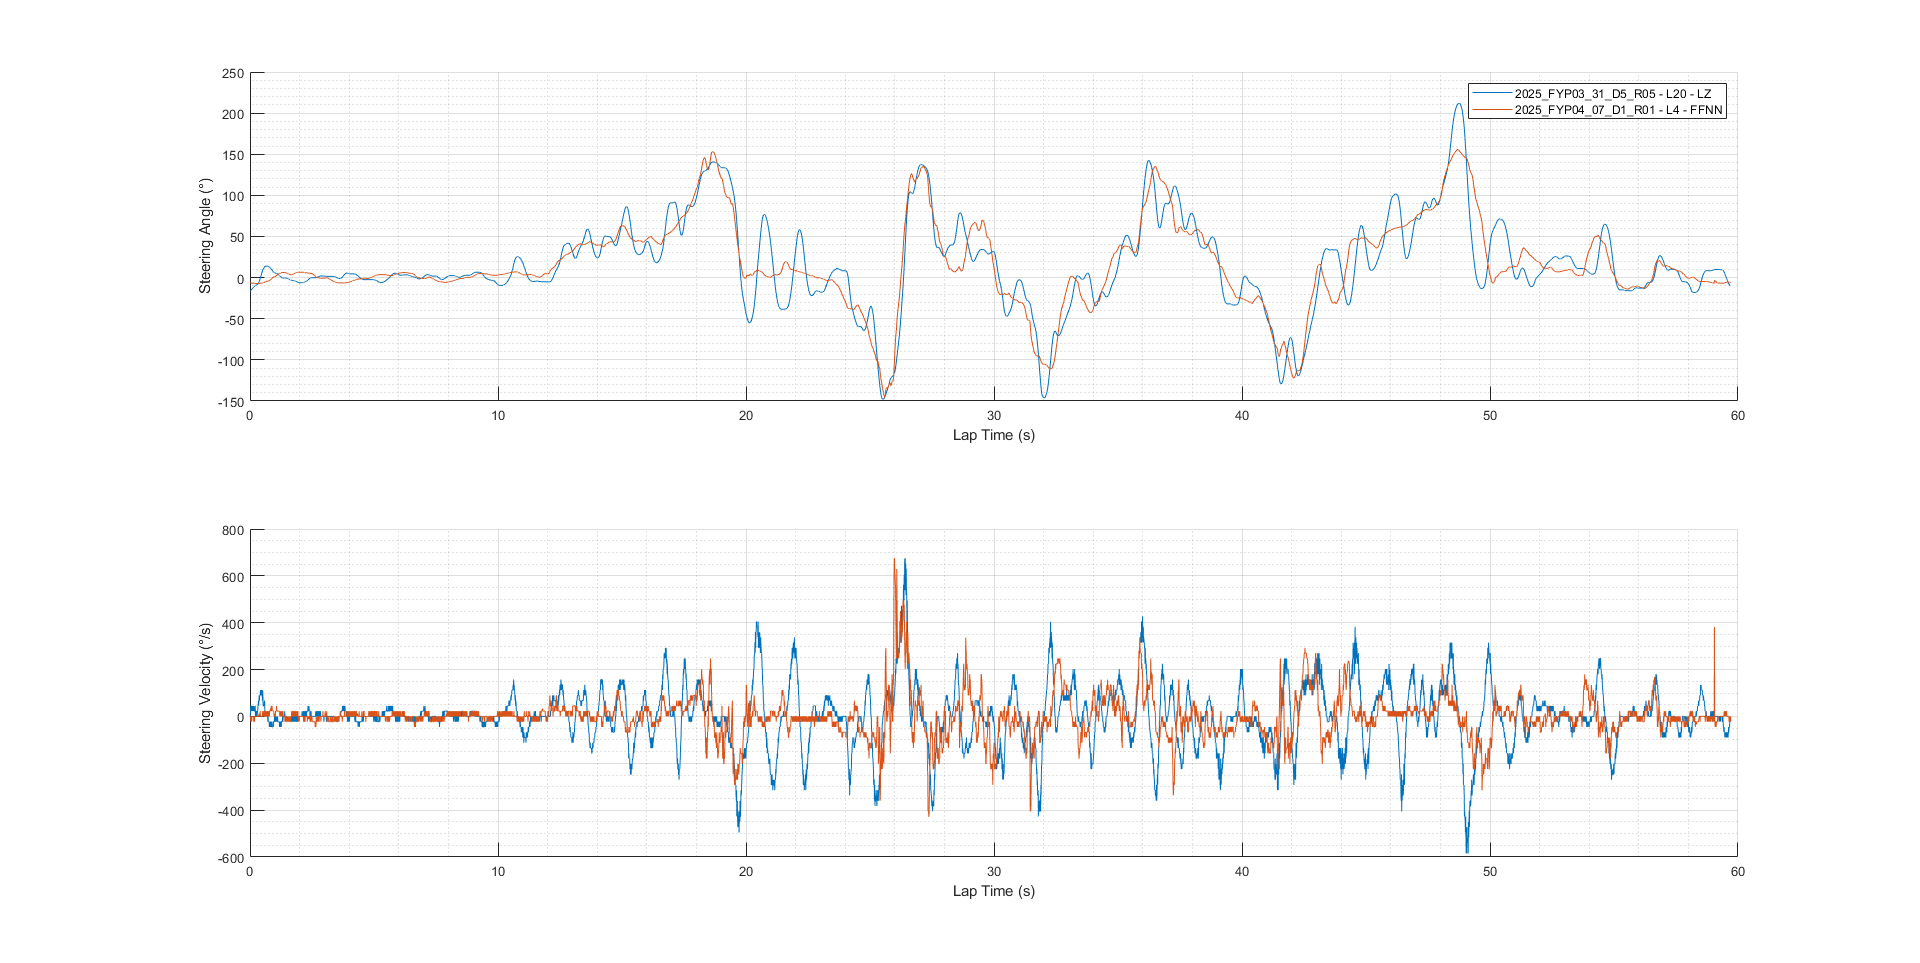 250
200
150
100
50
0
-50
-100
-150
Steering Angle (°)
2025_FYP03_31_D5_R05 - L20 - LZ
2025_FYP04_07_D1_R01 - L4 - FFNN
0 10 20 30 40 50 60
Lap Time (s)
800
600
400
200
0
-200
-400
-600
Steering Velocity (°/s)
0 10 20 30 40 50 60
Lap Time (s)